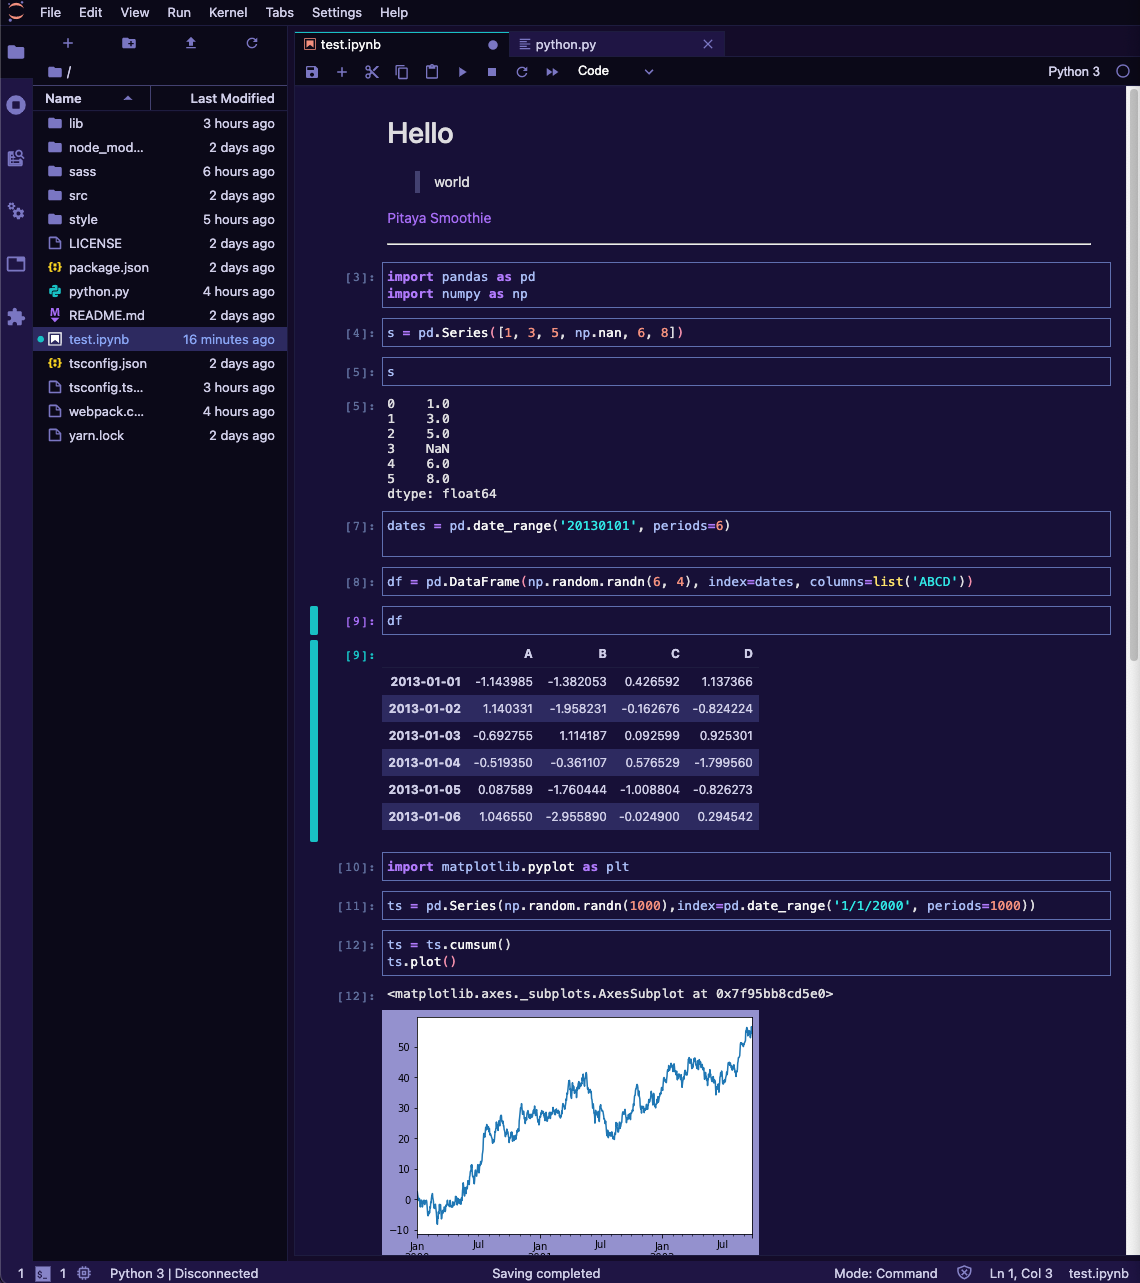 File Edit View Run Kernel Tabs Settings Help
/
Name Last Modified
lib 3 hours ago
node_mod... 2 days ago
sass 6 hours ago
src 2 days ago
style 5 hours ago
LICENSE 2 days ago
package.json 2 days ago
python.py 4 hours ago
README.md 2 days ago
test.ipynb 16 minutes ago
tsconfig.json 2 days ago
tsconfig.ts... 3 hours ago
webpack.c... 4 hours ago
yarn.lock 2 days ago
test.ipynb python.py
Code Python 3
Hello
world
Pitaya Smoothie
[3]: import pandas as pd
import numpy as np
[4]: s = pd.Series([1, 3, 5, np.nan, 6, 8])
[5]: s
[5]: 0 1.0
1 3.0
2 5.0
3 NaN
4 6.0
5 8.0
dtype: float64
[7]: dates = pd.date_range('20130101', periods=6)
[8]: df = pd.DataFrame(np.random.randn(6, 4), index=dates, columns=list('ABCD'))
[9]: df
[9]: A B C D
2013-01-01 -1.143985 -1.382053 0.426592 1.137366
2013-01-02 1.140331 -1.958231 -0.162676 -0.824224
2013-01-03 -0.692755 1.114187 0.092599 0.925301
2013-01-04 -0.519350 -0.361107 0.576529 -1.799560
2013-01-05 0.087589 -1.760444 -1.008804 -0.826273
2013-01-06 1.046550 -2.955890 -0.024900 0.294542
[10]: import matplotlib.pyplot as plt
[11]: ts = pd.Series(np.random.randn(1000),index=pd.date_range('1/1/2000', periods=1000))
[12]: ts = ts.cumsum()
ts.plot()
[12]: <matplotlib.axes._subplots.AxesSubplot at 0x7f95bb8cd5e0>
50
40
30
20
10
0
−10
Jan Jul Jan Jul Jan Jul
1 1 Python 3 | Disconnected Saving completed Mode: Command Ln 1, Col 3 test.ipynb